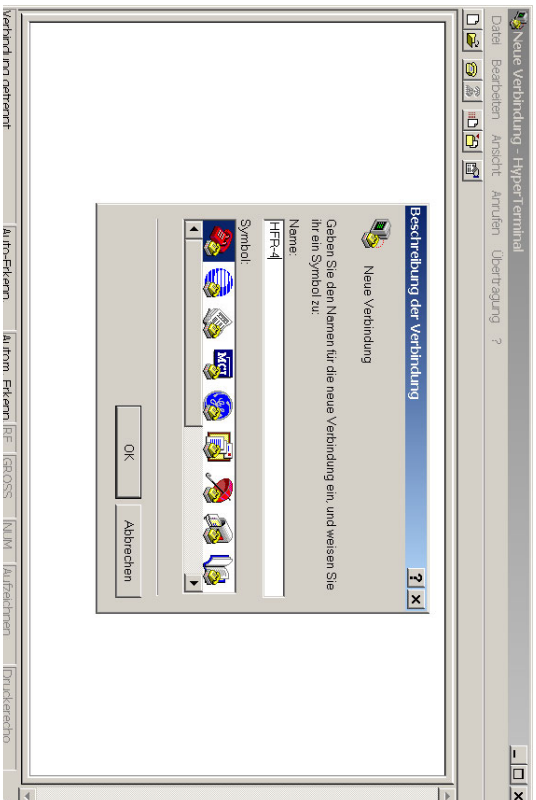 Neue Verbindung - HyperTerminal
Datei Bearbeiten Ansicht Anrufen Übertragung ?
Beschreibung der Verbindung
Neue Verbindung
Geben Sie den Namen für die neue Verbindung ein, und weisen Sie
ihr ein Symbol zu:
Name:
HFR-4
Symbol:
MCI
OK Abbrechen
Verbindung getrennt Auto-Erkenn. Autom. Erkenn. RF GROSS NUM Aufzeichnen Druckerecho